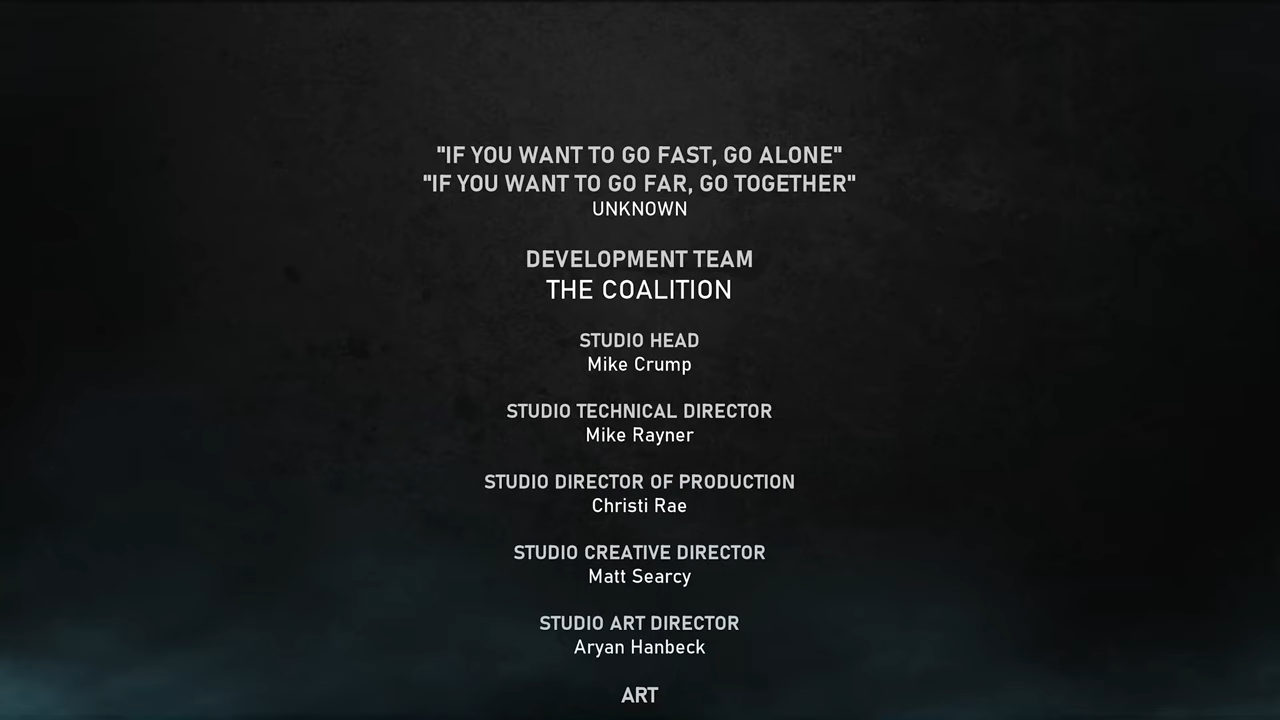 "IF YOU WANT TO GO FAST, GO ALONE"
"IF YOU WANT TO GO FAR, GO TOGETHER"
UNKNOWN
DEVELOPMENT TEAM
THE COALITION
STUDIO HEAD
Mike Crump
STUDIO TECHNICAL DIRECTOR
Mike Rayner
STUDIO DIRECTOR OF PRODUCTION
Christi Rae
STUDIO CREATIVE DIRECTOR
Matt Searcy
STUDIO ART DIRECTOR
Aryan Hanbeck
ART